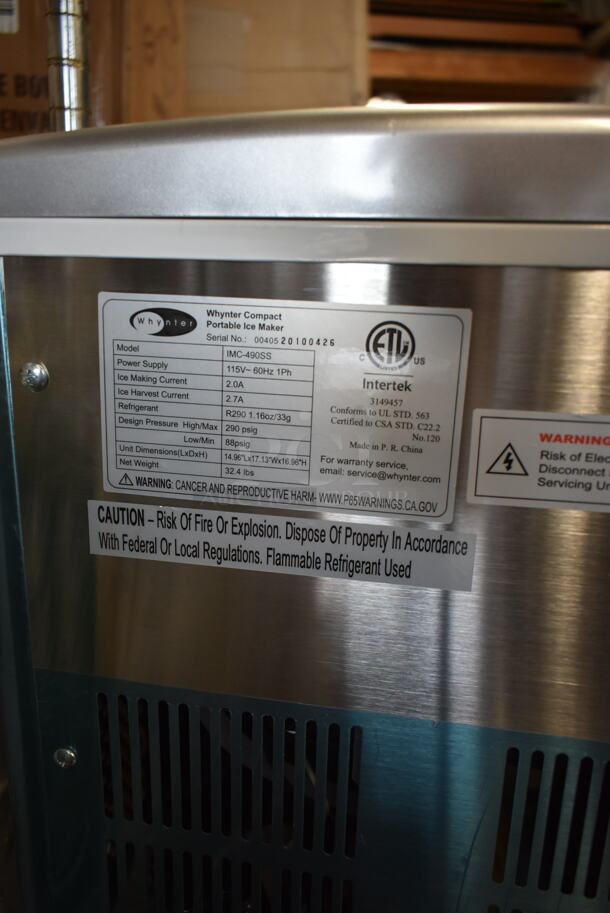 Whynter
Whynter Compact
Portable Ice Maker
Serial No.: 0040520100426
Model IMC-490SS
Power Supply 115V~ 60Hz 1Ph
Ice Making Current 2.0A
Ice Harvest Current 2.7A
Refrigerant R290 1.16oz/33g
Design Pressure High/Max 290 psig
Low/Min 88psig
Unit Dimensions(LxDxH) 14.96"Lx17.13"Wx16.96"H
Net Weight 32.4 lbs
C ETL US
Intertek
3149457
Conforms to UL STD. 563
Certified to CSA STD. C22.2
No.120
Made in P. R. China
For warranty service,
email: service@whynter.com
WARNING: CANCER AND REPRODUCTIVE HARM- WWW.P65WARNINGS.CA.GOV
CAUTION – Risk Of Fire Or Explosion. Dispose Of Property In Accordance
With Federal Or Local Regulations. Flammable Refrigerant Used
WARNING
Risk of Elec
Disconnect
Servicing Un